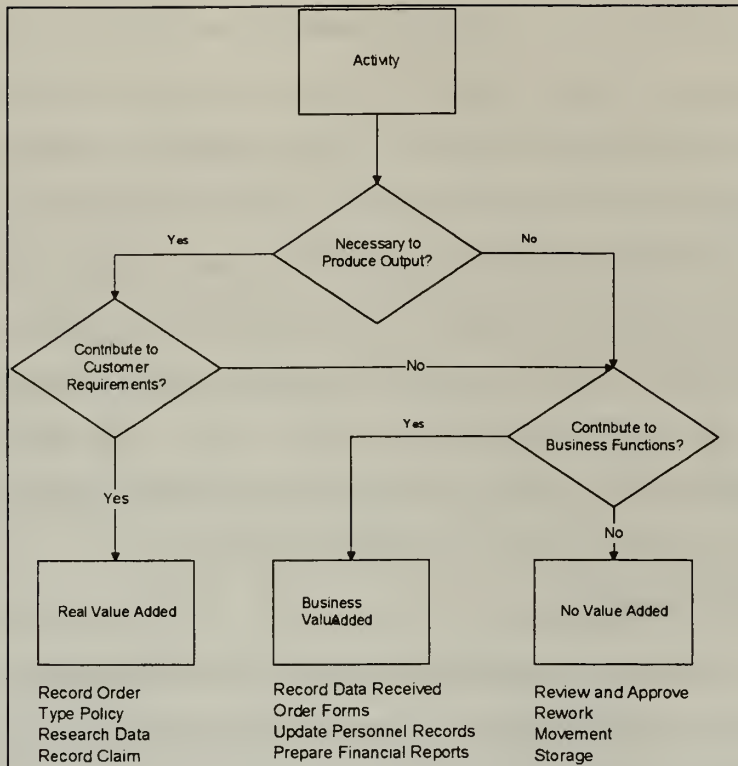 Activity
Necessary to
Produce Output?
Yes
No
Contribute to
Customer
Requirements?
No
Contribute to
Business Functions?
Yes
Yes
No
Real Value Added
Business
ValueAdded
No Value Added
Record Order
Type Policy
Research Data
Record Claim
Record Data Received
Order Forms
Update Personnel Records
Prepare Financial Reports
Review and Approve
Rework
Movement
Storage